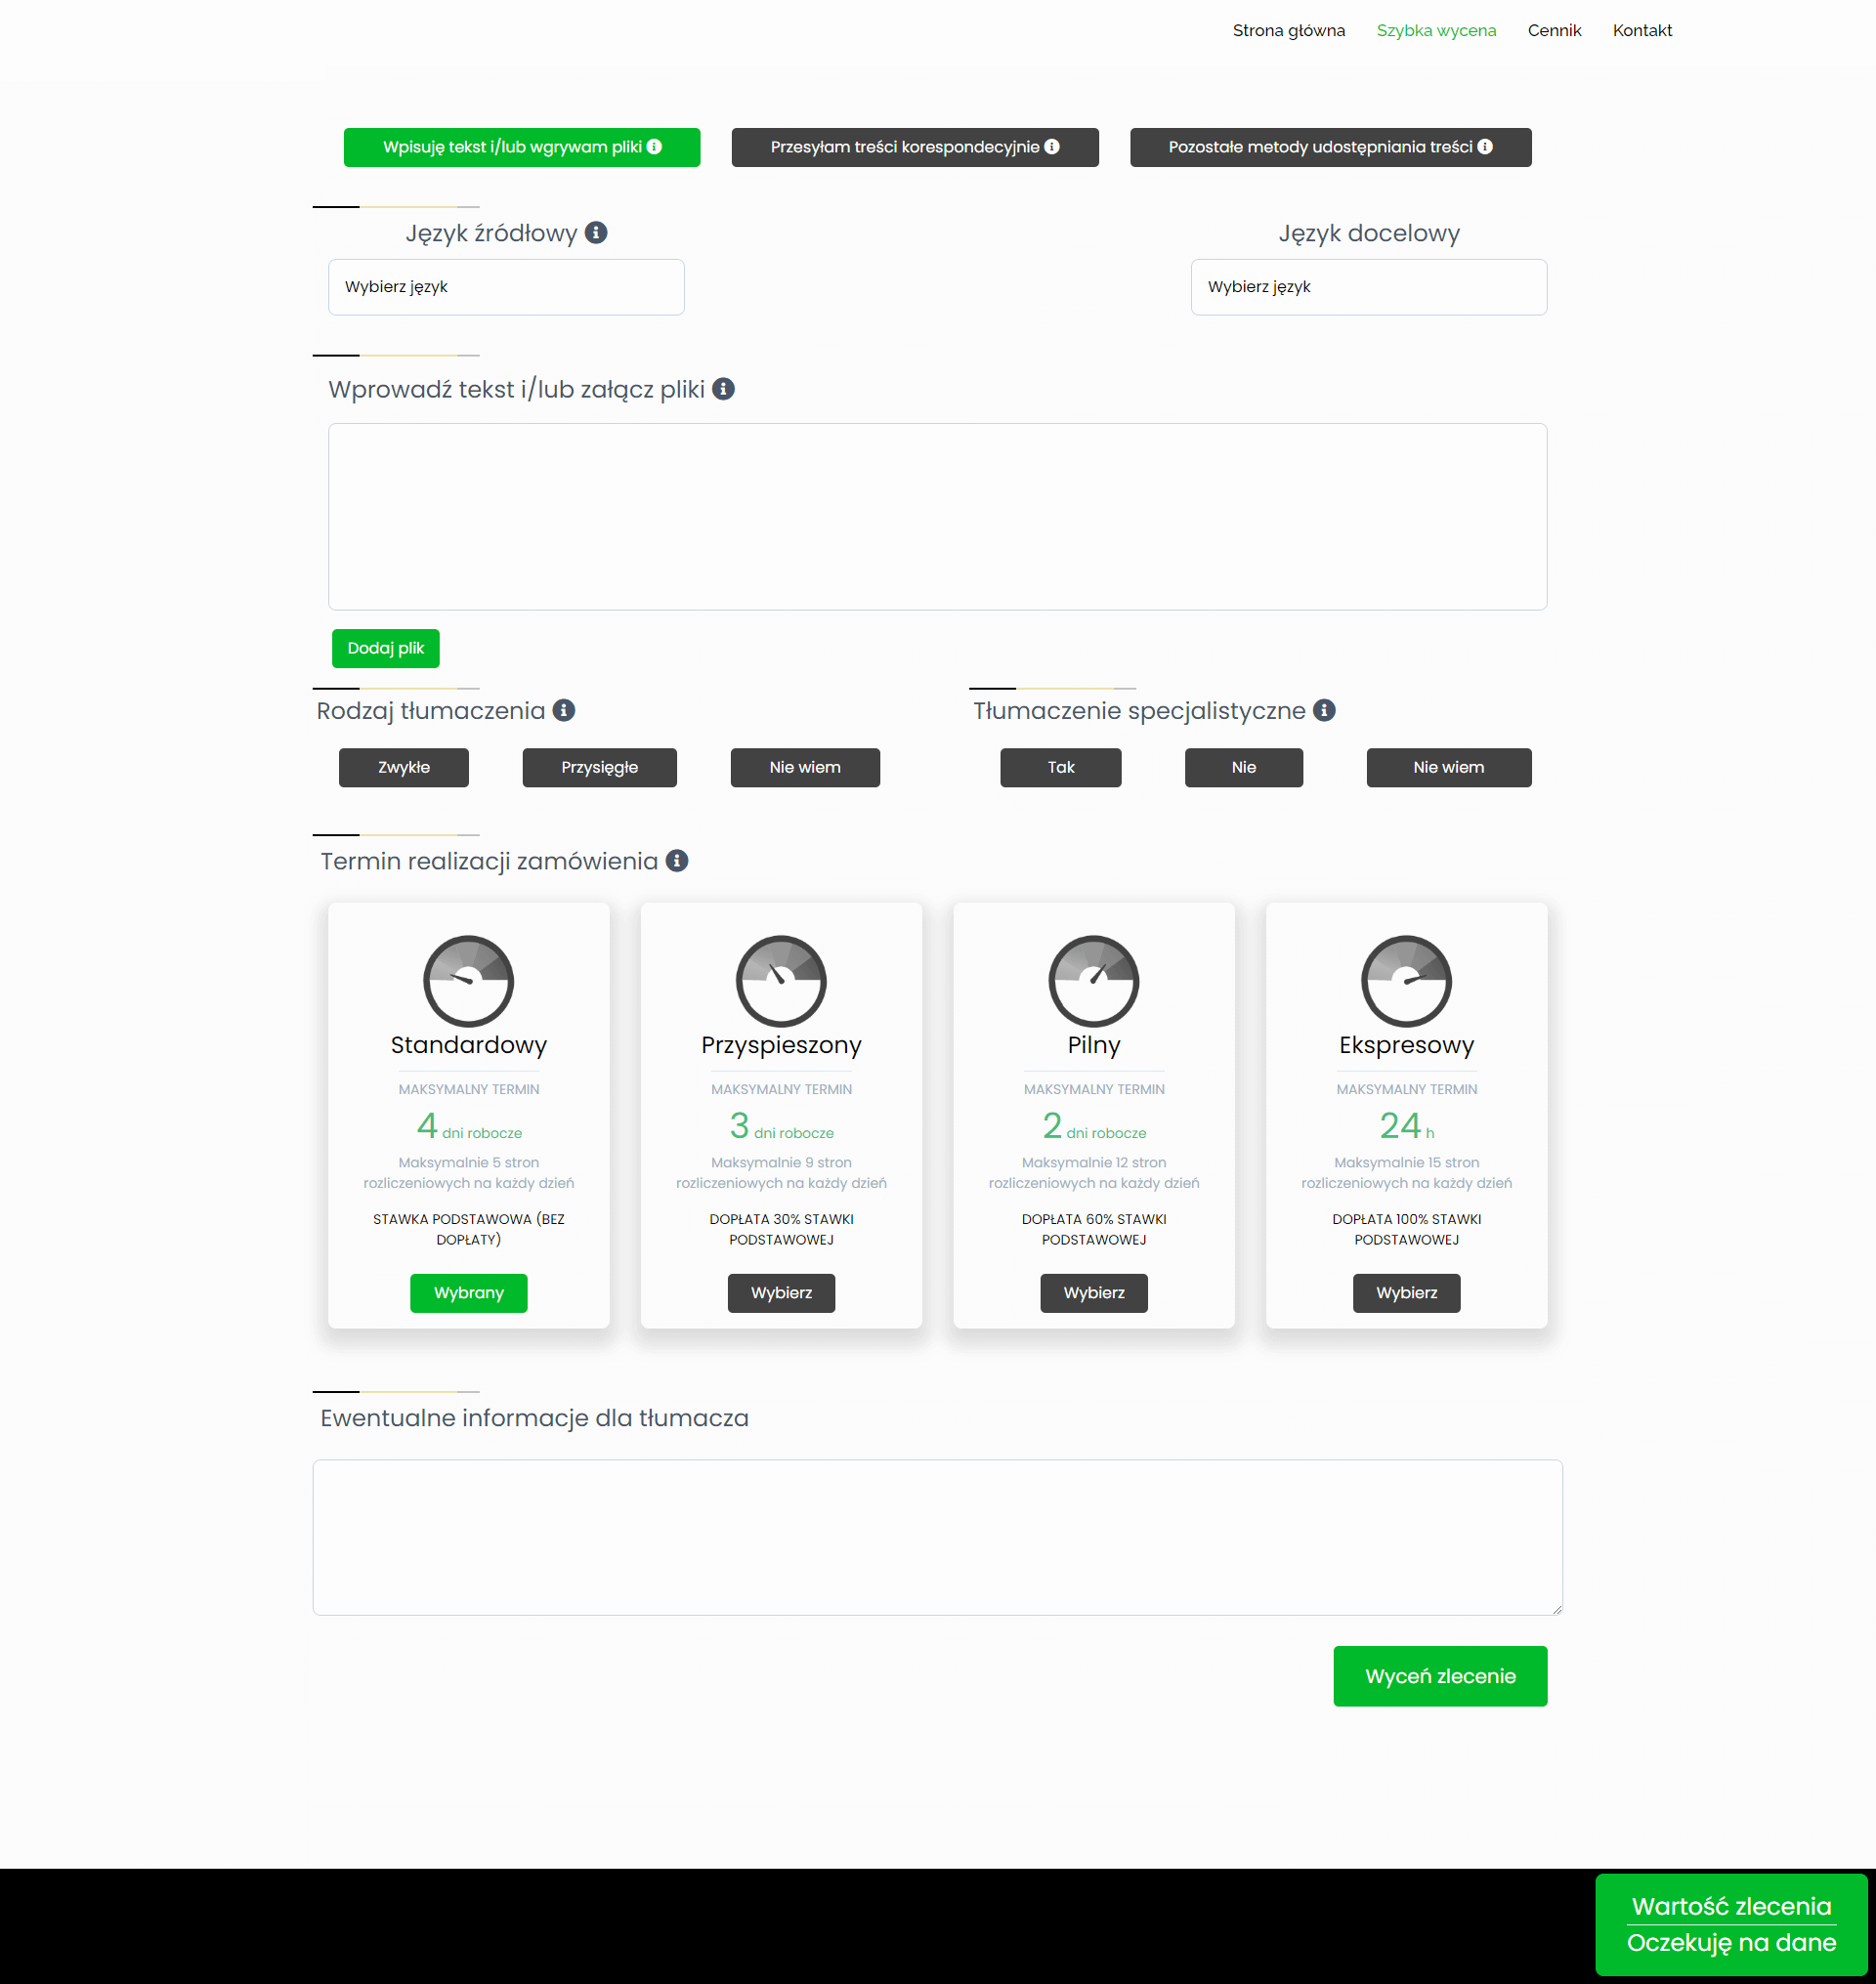 Strona główna Szybka wycena Cennik Kontakt
Wpisuję tekst i/lub wgrywam pliki Przesyłam treści korespondecyjnie Pozostałe metody udostępniania treści
Język źródłowy
Wybierz język
Język docelowy
Wybierz język
Wprowadź tekst i/lub załącz pliki
Dodaj plik
Rodzaj tłumaczenia
Zwykłe Przysięgłe Nie wiem
Tłumaczenie specjalistyczne
Tak Nie Nie wiem
Termin realizacji zamówienia
Standardowy
MAKSYMALNY TERMIN
4 dni robocze
Maksymalnie 5 stron
rozliczeniowych na każdy dzień
STAWKA PODSTAWOWA (BEZ
DOPŁATY)
Wybrany
Przyspieszony
MAKSYMALNY TERMIN
3 dni robocze
Maksymalnie 9 stron
rozliczeniowych na każdy dzień
DOPŁATA 30% STAWKI
PODSTAWOWEJ
Wybierz
Pilny
MAKSYMALNY TERMIN
2 dni robocze
Maksymalnie 12 stron
rozliczeniowych na każdy dzień
DOPŁATA 60% STAWKI
PODSTAWOWEJ
Wybierz
Ekspresowy
MAKSYMALNY TERMIN
24 h
Maksymalnie 15 stron
rozliczeniowych na każdy dzień
DOPŁATA 100% STAWKI
PODSTAWOWEJ
Wybierz
Ewentualne informacje dla tłumacza
Wyceń zlecenie
Wartość zlecenia
Oczekuję na dane